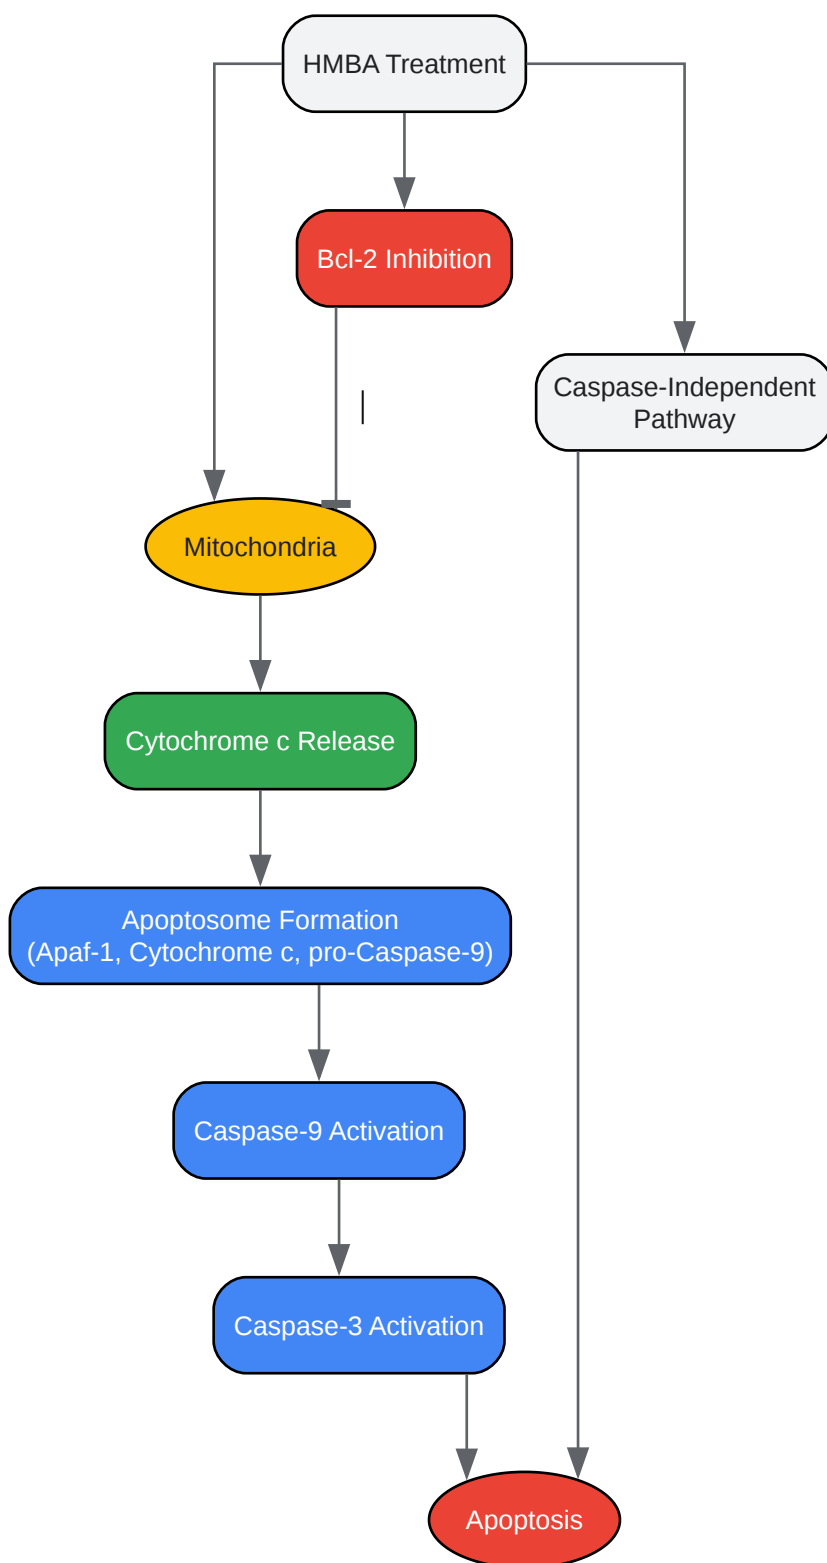 HMBA Treatment
Bcl-2 Inhibition
Caspase-Independent
Pathway
|
Mitochondria
Cytochrome c Release
Apoptosome Formation
(Apaf-1, Cytochrome c, pro-Caspase-9)
Caspase-9 Activation
Caspase-3 Activation
Apoptosis